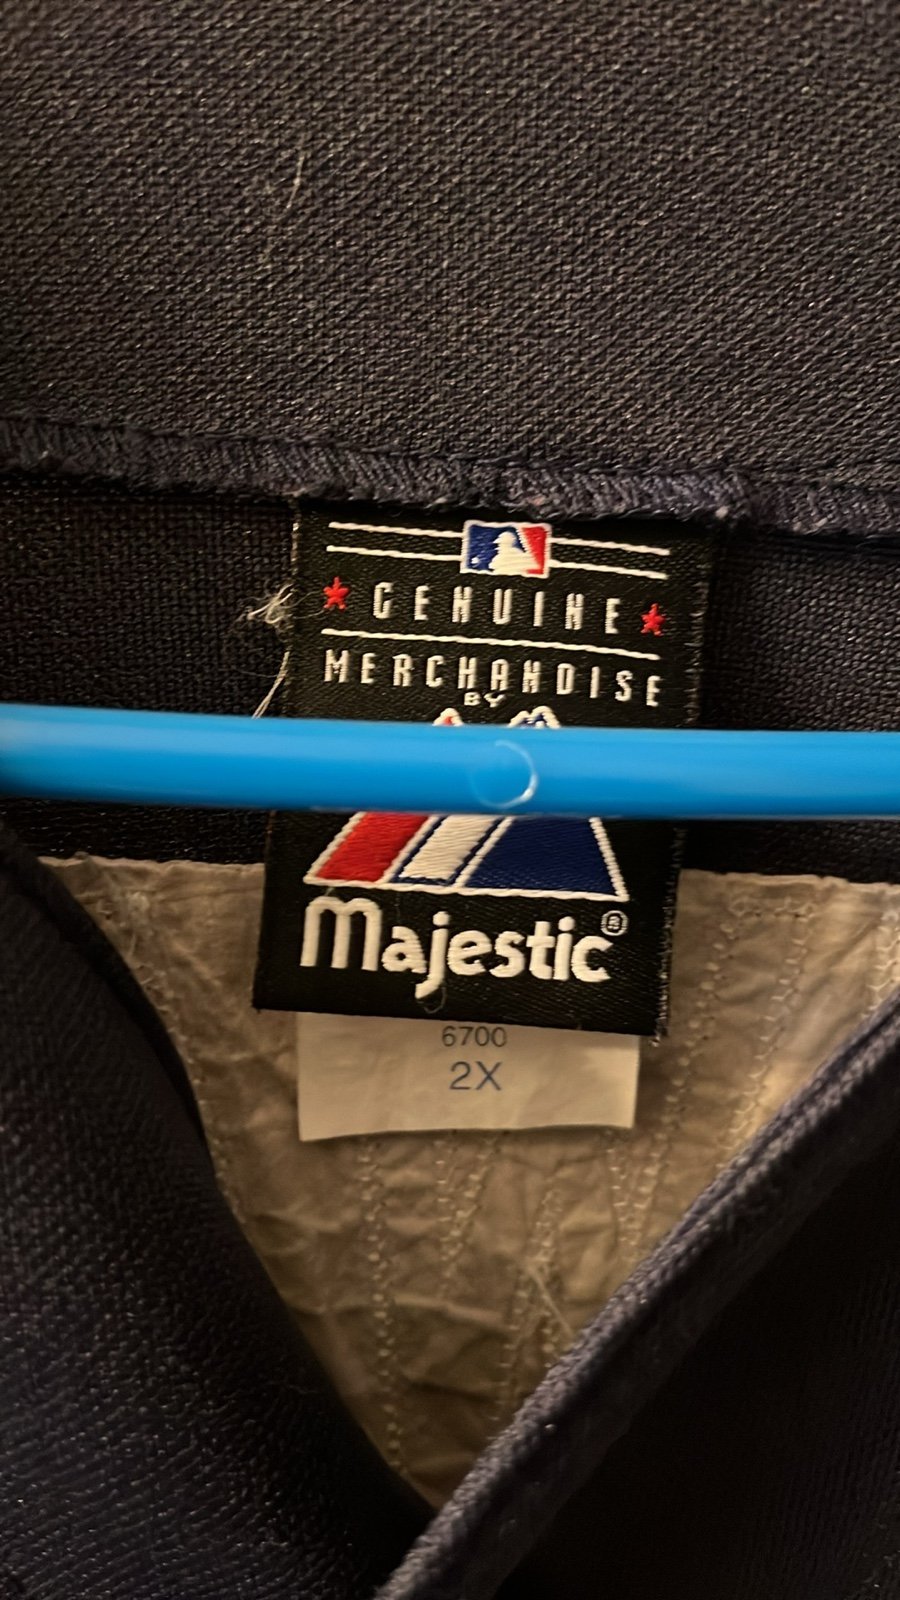 GENUINE
MERCHANDISE
BY
Majestic®
6700
2X